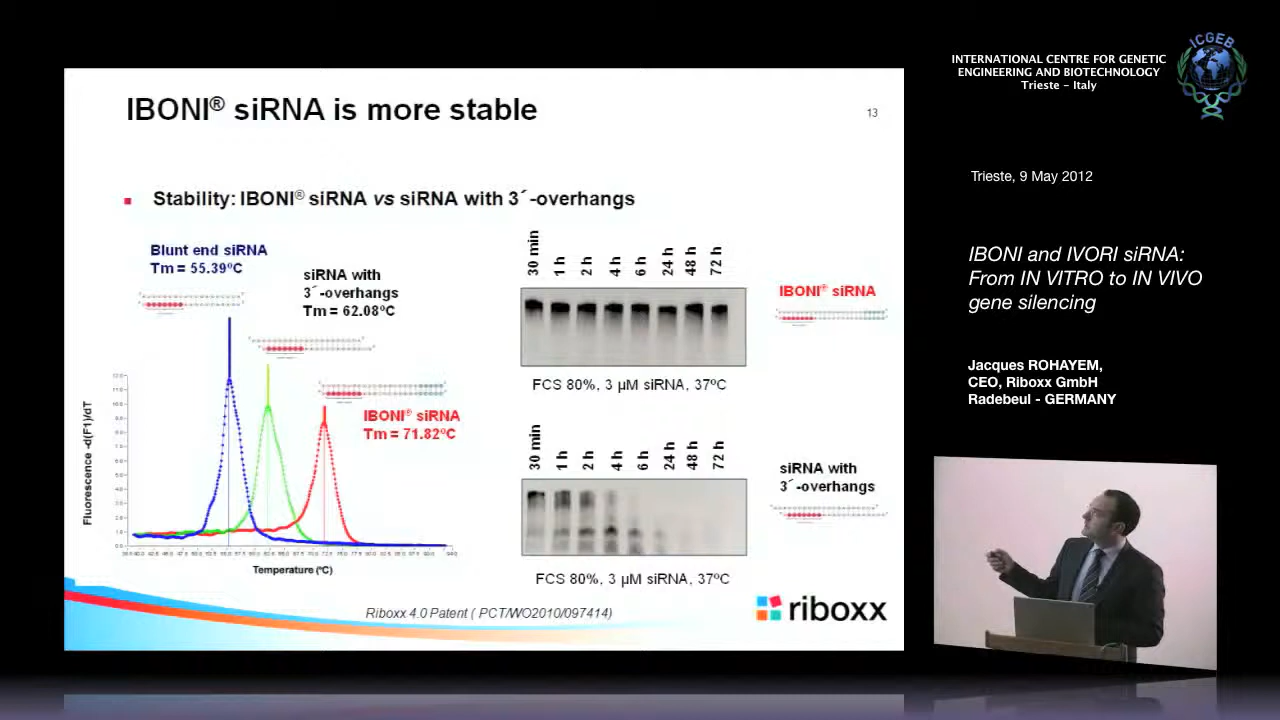 IBONI® siRNA is more stable
13
Stability: IBONI® siRNA vs siRNA with 3´-overhangs
Blunt end siRNA
Tm = 55.39ºC
siRNA with
3´-overhangs
Tm = 62.08ºC
IBONI® siRNA
Tm = 71.82ºC
Fluorescence -d(F1)/dT
Temperature (ºC)
30 min
1 h
2 h
4 h
6 h
24 h
48 h
72 h
IBONI® siRNA
FCS 80%, 3 µM siRNA, 37ºC
30 min
1 h
2 h
4 h
6 h
24 h
48 h
72 h
siRNA with
3´-overhangs
FCS 80%, 3 µM siRNA, 37ºC
Riboxx 4.0 Patent ( PCT/WO2010/097414)
riboxx
INTERNATIONAL CENTRE FOR GENETIC
ENGINEERING AND BIOTECHNOLOGY
Trieste - Italy
ICGEB
Trieste, 9 May 2012
IBONI and IVORI siRNA:
From IN VITRO to IN VIVO
gene silencing
Jacques ROHAYEM,
CEO, Riboxx GmbH
Radebeul - GERMANY